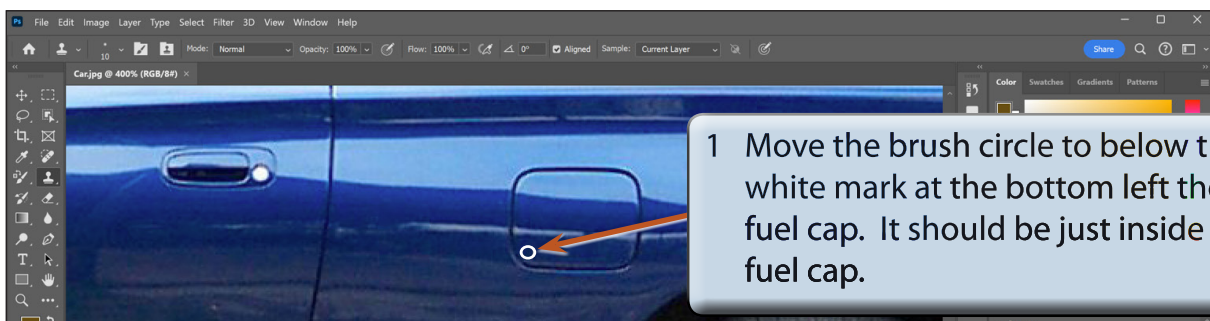 Ps File Edit Image Layer Type Select Filter 3D View Window Help
10 Mode: Normal Opacity: 100% Flow: 100% 0° Aligned Sample: Current Layer Share
Car.jpg @ 400% (RGB/8#) × Color Swatches Gradients Patterns
1 Move the brush circle to below t
white mark at the bottom left the
fuel cap. It should be just inside
fuel cap.